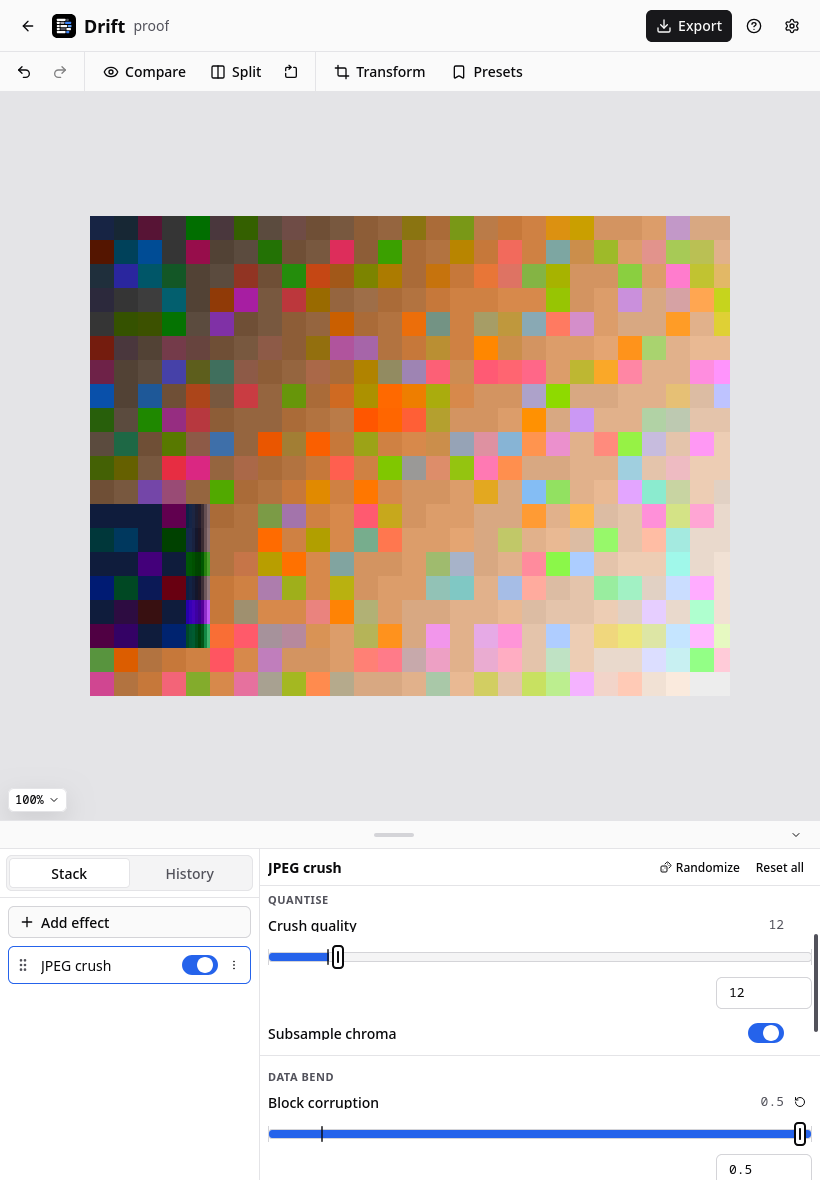 Drift proof
Export
Compare
Split
Transform
Presets
100%
Stack
History
JPEG crush
Randomize
Reset all
Add effect
JPEG crush
QUANTISE
Crush quality
12
12
Subsample chroma
DATA BEND
Block corruption
0.5
0.5